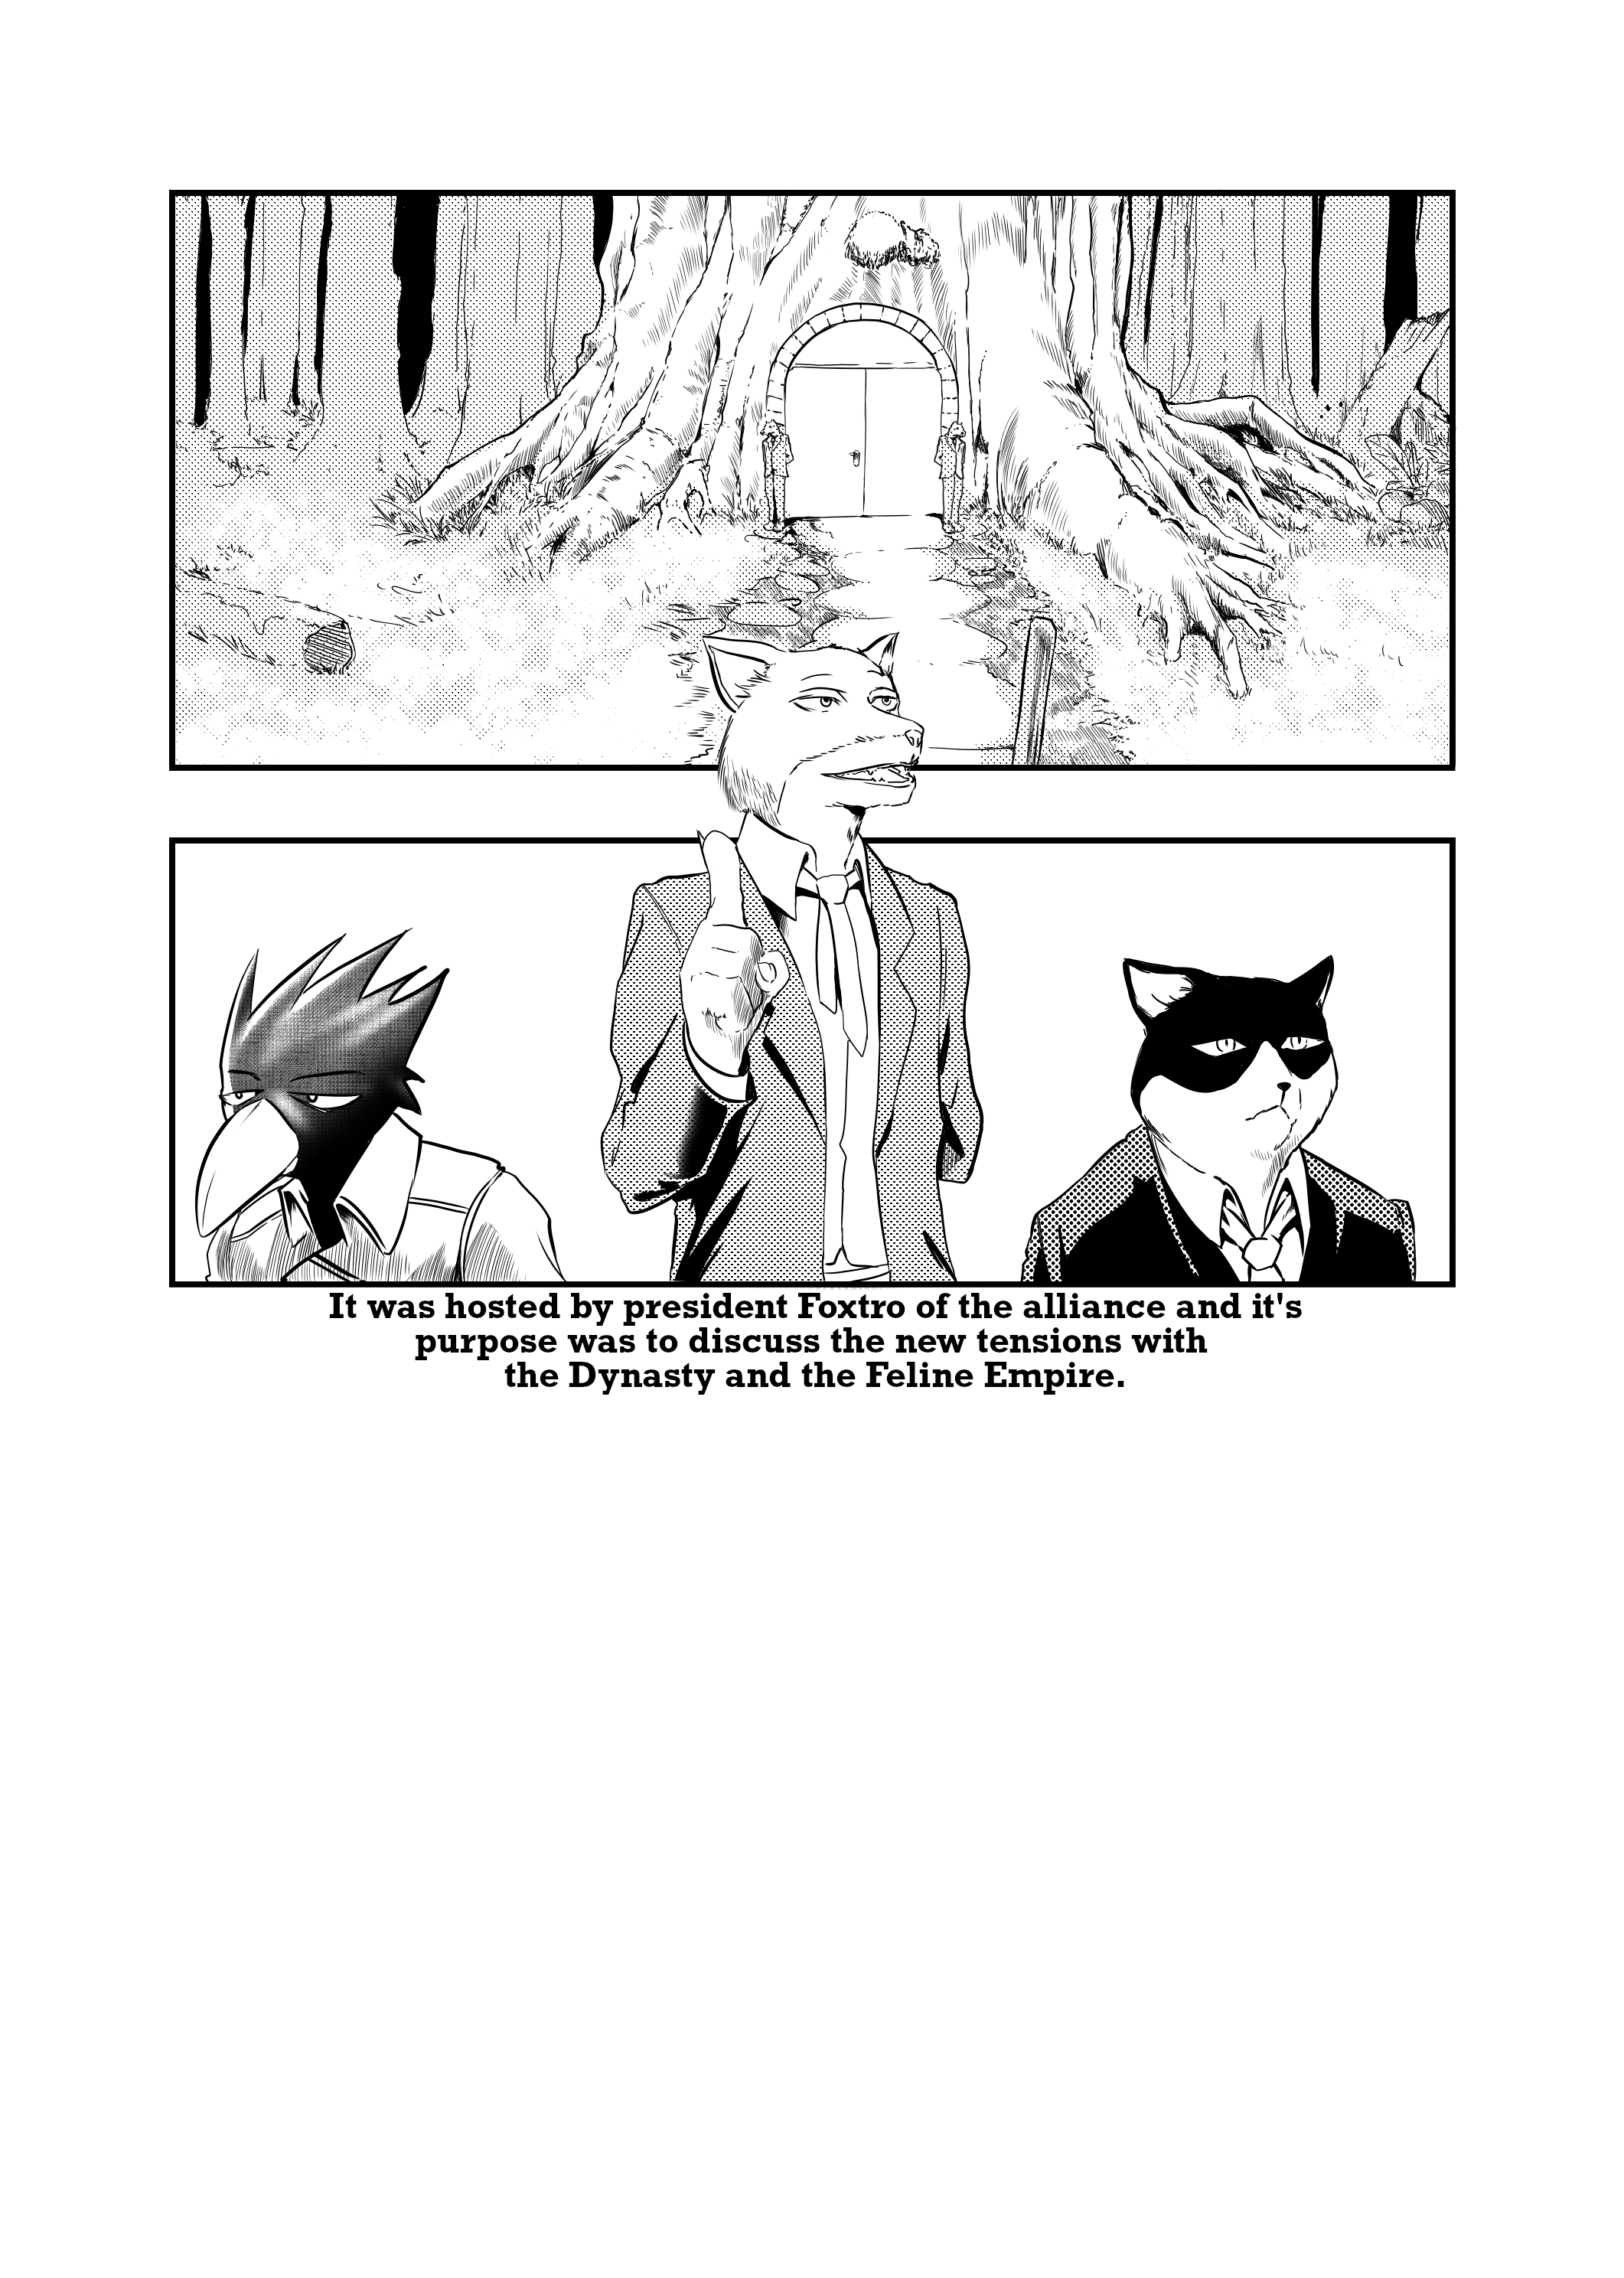 It was hosted by president Foxtro of the alliance and it's
purpose was to discuss the new tensions with
the Dynasty and the Feline Empire.